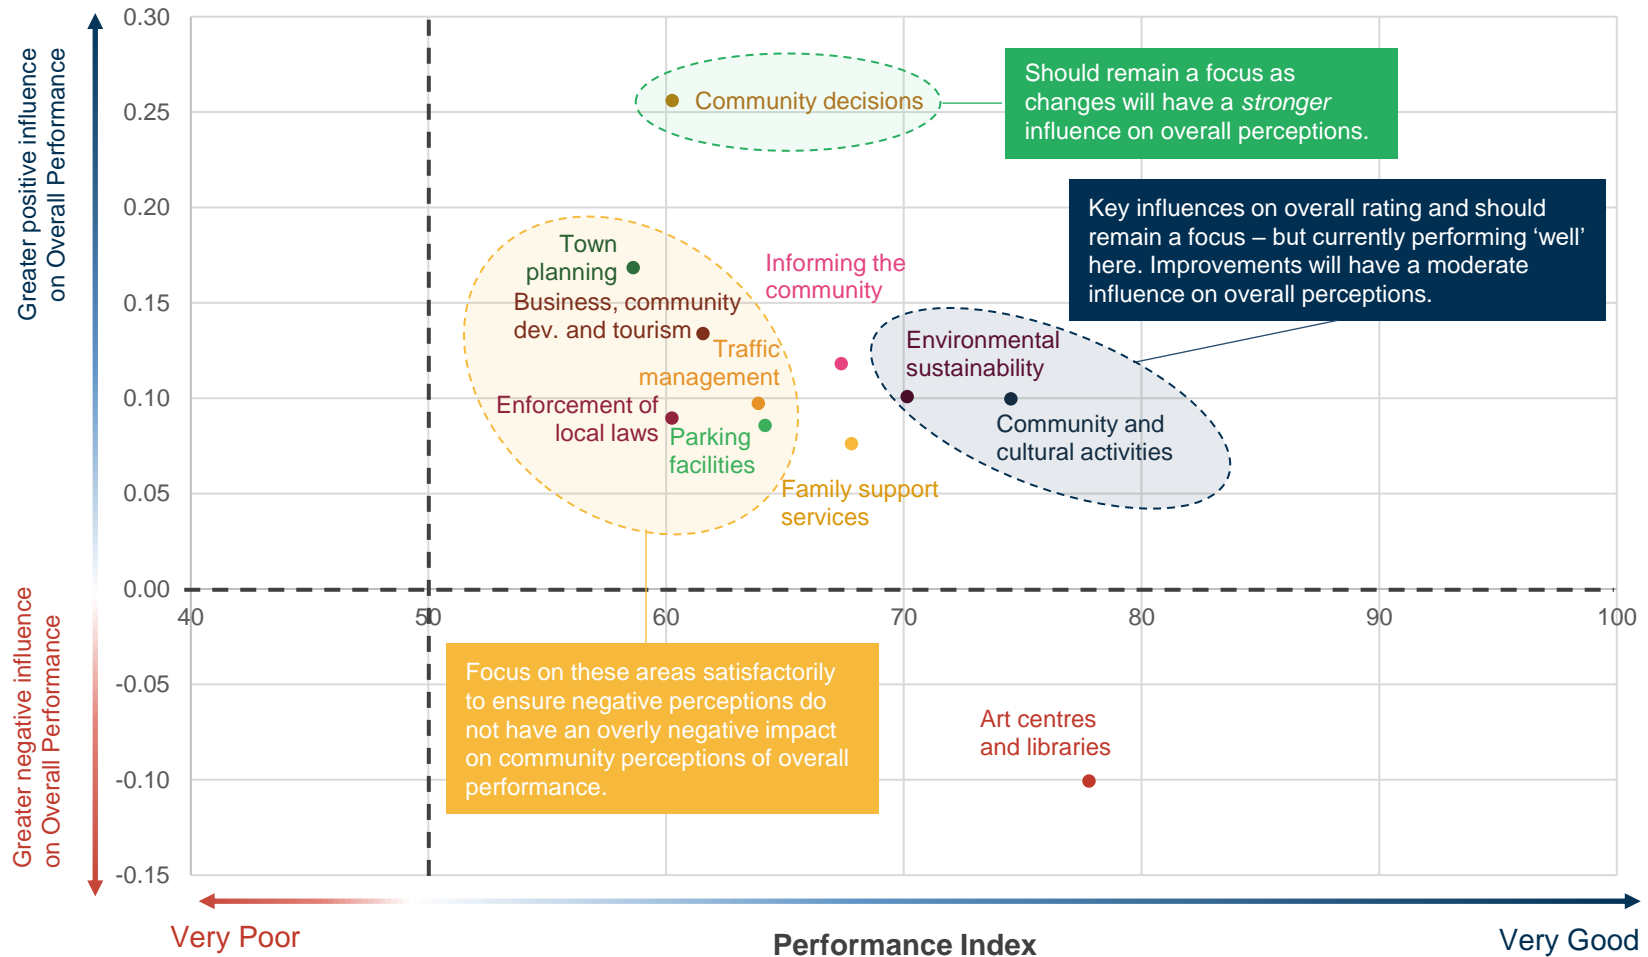 Greater positive influence
on Overall Performance
Greater negative influence
on Overall Performance
0.30
0.25
0.20
0.15
0.10
0.05
0.00
-0.05
-0.10
-0.15
40
50
60
70
80
90
100
Community decisions
Should remain a focus as
changes will have a stronger
influence on overall perceptions.
Key influences on overall rating and should
remain a focus – but currently performing ‘well’
here. Improvements will have a moderate
influence on overall perceptions.
Town
planning
Business, community
dev. and tourism
Informing the
community
Traffic
management
Environmental
sustainability
Enforcement of
local laws
Parking
facilities
Community and
cultural activities
Family support
services
Focus on these areas satisfactorily
to ensure negative perceptions do
not have an overly negative impact
on community perceptions of overall
performance.
Art centres
and libraries
Very Poor
Performance Index
Very Good